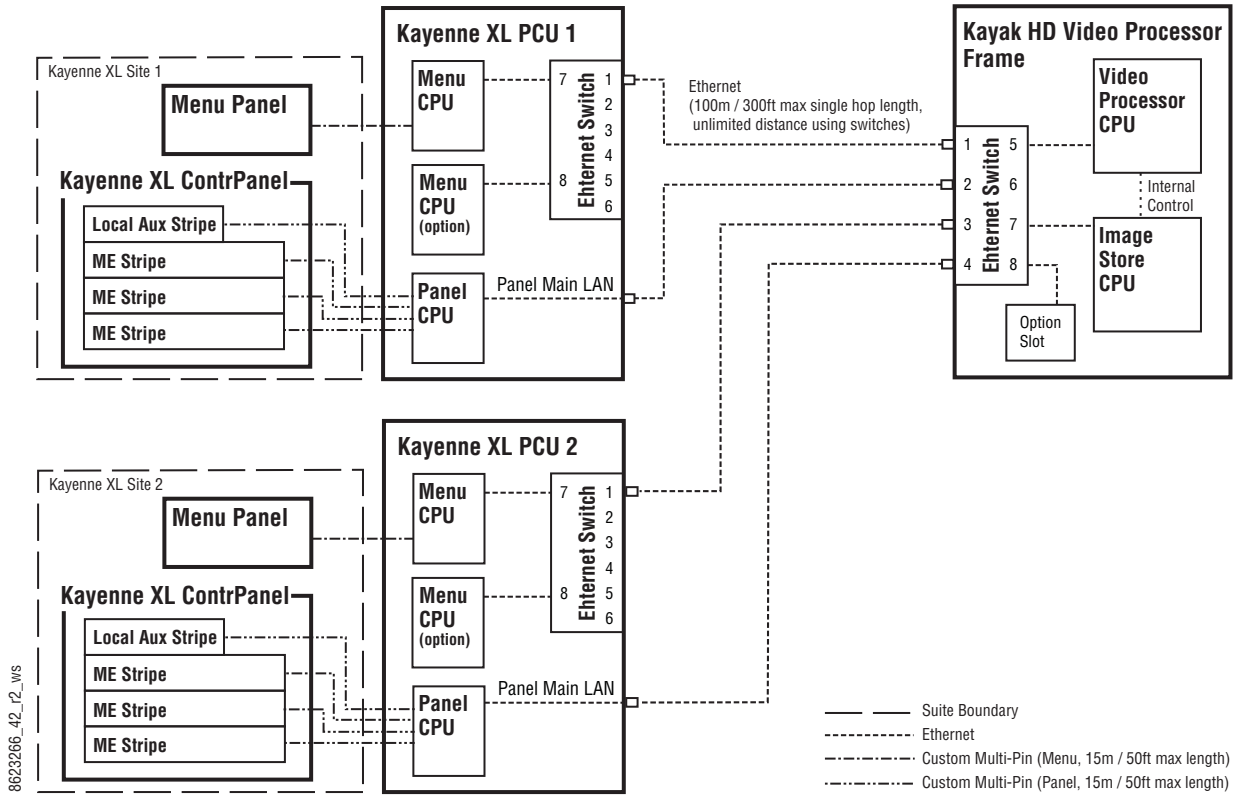 Kayenne XL PCU 1
Kayenne XL Site 1
Menu Panel
Kayenne XL ContrPanel
Local Aux Stripe
ME Stripe
ME Stripe
ME Stripe
Menu
CPU
Menu
CPU
(option)
Panel
CPU
7
8
Ehternet Switch
1
2
3
4
5
6
Panel Main LAN
Ethernet
(100m / 300ft max single hop length,
unlimited distance using switches)
Kayak HD Video Processor
Frame
1
2
3
4
Ehternet Switch
5
6
7
8
Video
Processor
CPU
Internal
Control
Image
Store
CPU
Option
Slot
Kayenne XL PCU 2
Kayenne XL Site 2
Menu Panel
Kayenne XL ContrPanel
Local Aux Stripe
ME Stripe
ME Stripe
ME Stripe
Menu
CPU
Menu
CPU
(option)
Panel
CPU
7
8
Ehternet Switch
1
2
3
4
5
6
Panel Main LAN
Suite Boundary
Ethernet
Custom Multi-Pin (Menu, 15m / 50ft max length)
Custom Multi-Pin (Panel, 15m / 50ft max length)
8623266_42_r2_ws